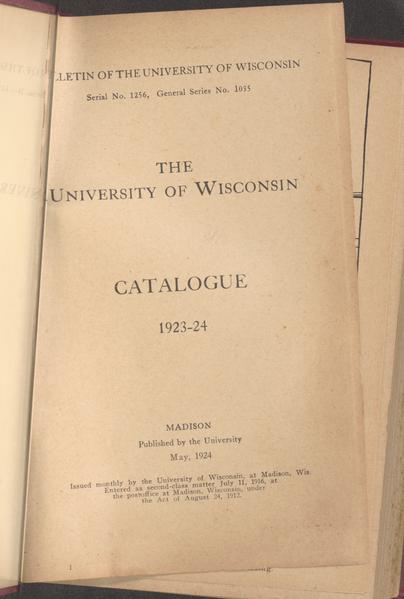 LLETIN OF THE UNIVERSITY OF WISCONSIN
Serial No. 1256, General Series No. 1035
THE
UNIVERSITY OF WISCONSIN
CATALOGUE
1923-24
MADISON
Published by the University
May, 1924
Issued monthly by the University of Wisconsin, at Madison, Wis.
Entered as second-class matter July 11, 1916, at
the postoffice at Madison, Wisconsin, under
the Act of August 24, 1912.
1